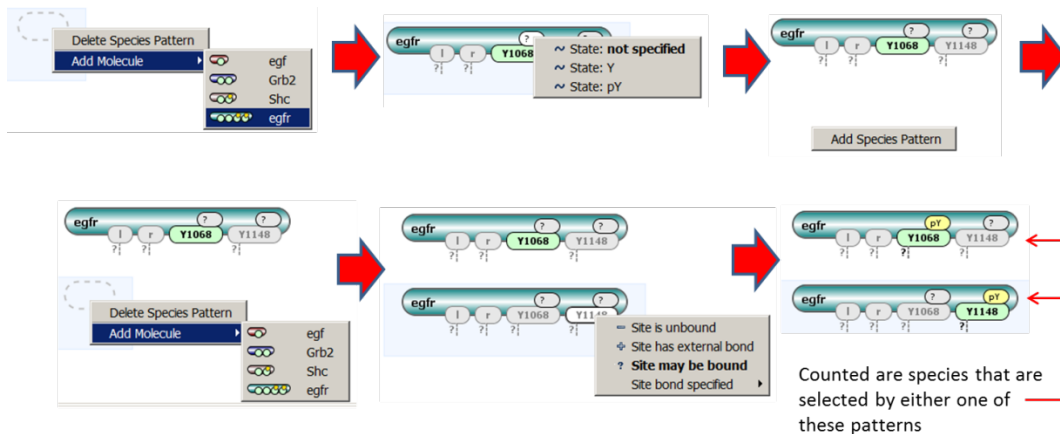 Delete Species Pattern
Add Molecule
egf
Grb2
Shc
egfr
egfr
? ?
l r Y1068
? ?
State: not specified
State: Y
State: pY
egfr
? ?
l r Y1068 Y1148
? ? ?
Add Species Pattern
egfr
? ?
l r Y1068 Y1148
? ? ?
Delete Species Pattern
Add Molecule
egf
Grb2
Shc
egfr
egfr
? ?
l r Y1068 Y1148
? ? ?
egfr
? ?
l r Y1068 Y1148
? ? ? ?
Site is unbound
Site has external bond
? Site may be bound
Site bond specified
egfr
pY ?
l r Y1068 Y1148
? ? ? ?
egfr
? pY
l r Y1068 Y1148
? ? ? ?
Counted are species that are
selected by either one of
these patterns